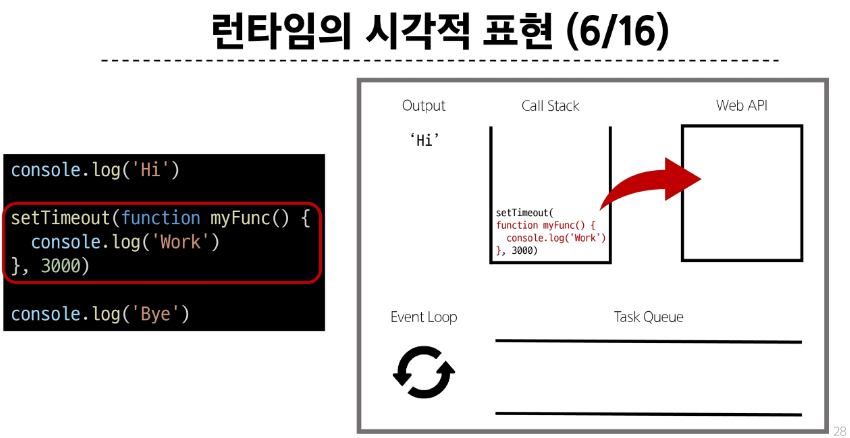 런타임의 시각적 표현 (6/16)
console.log('Hi')
setTimeout(function myFunc() {
  console.log('Work')
}, 3000)
console.log('Bye')
Output
Call Stack
Web API
‘Hi’
setTimeout(
function myFunc() {
  console.log(‘Work’)
}, 3000)
Event Loop
Task Queue
28